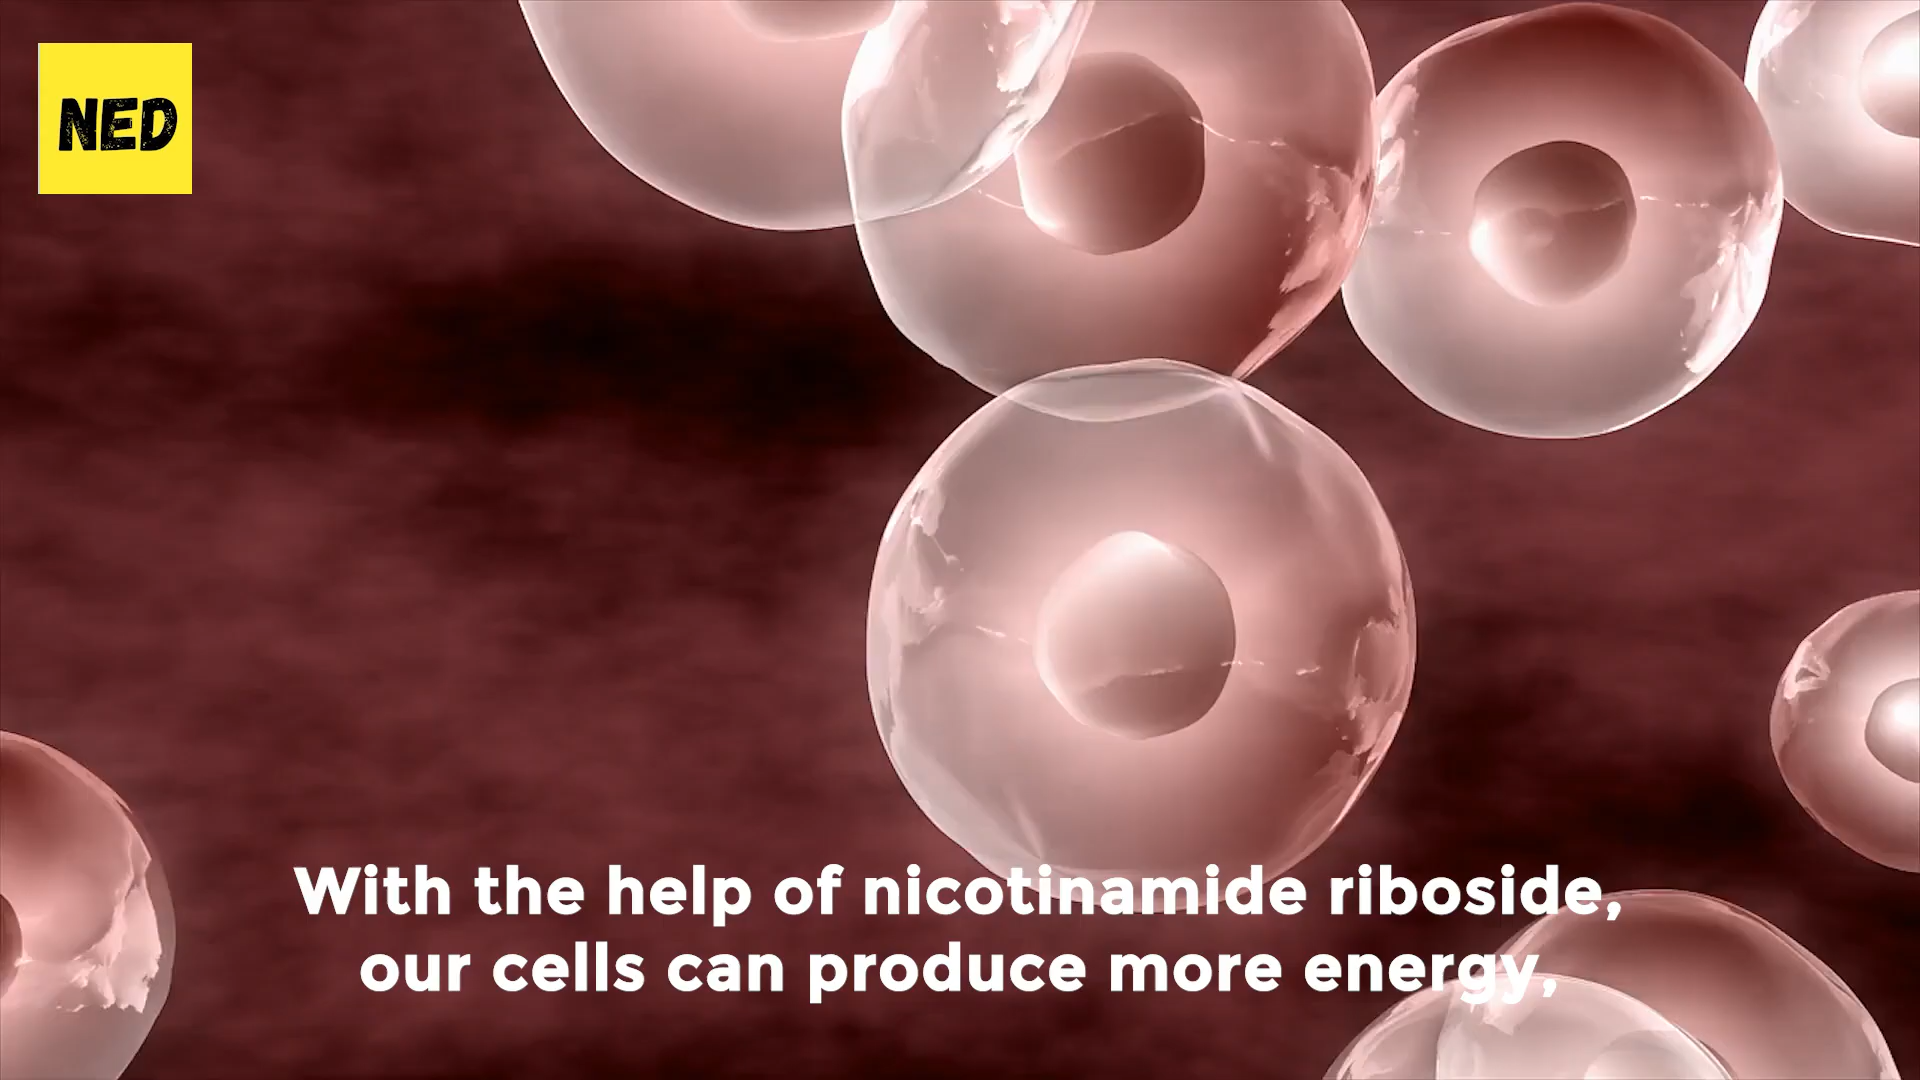 NED
With the help of nicotinamide riboside,
our cells can produce more energy,